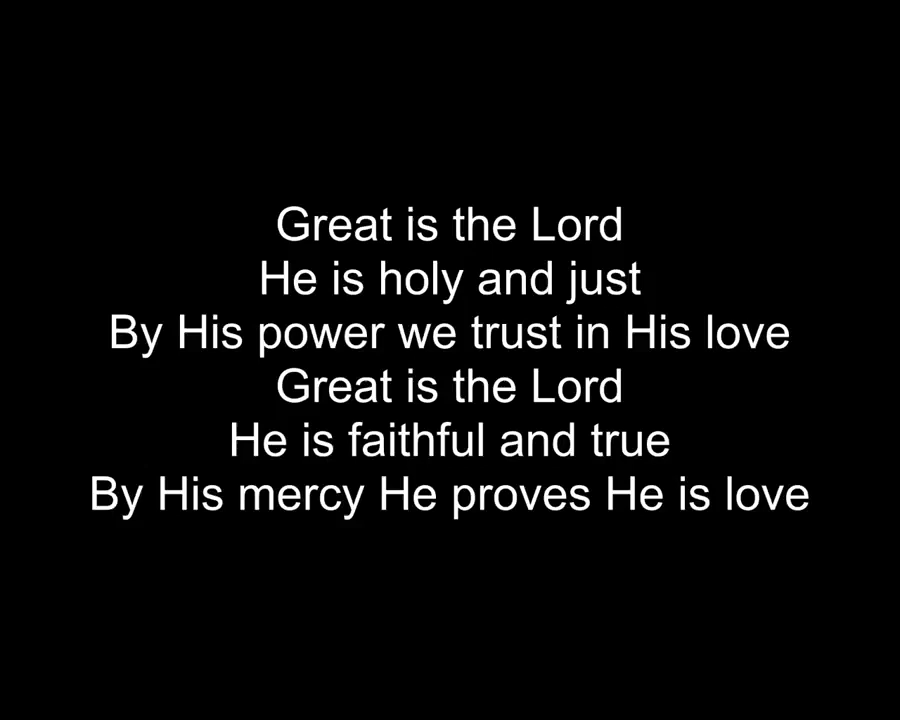 Great is the Lord
He is holy and just
By His power we trust in His love
Great is the Lord
He is faithful and true
By His mercy He proves He is love